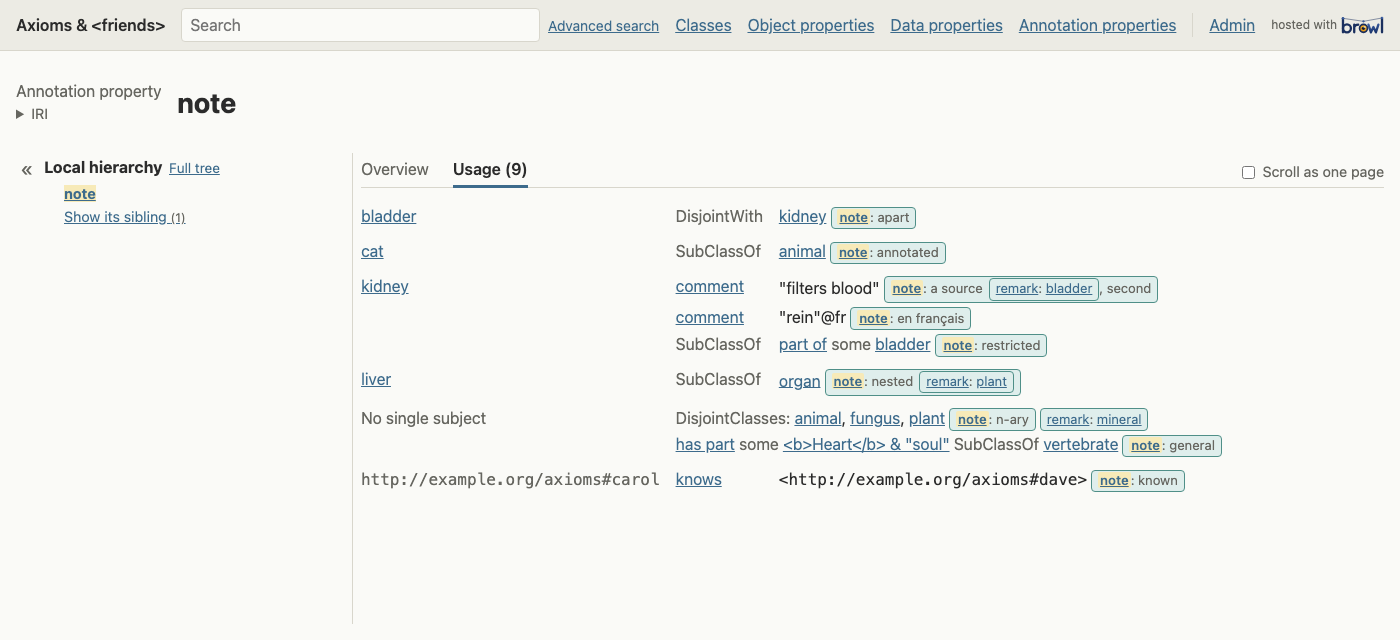 Axioms & <friends> Search Advanced search Classes Object properties Data properties Annotation properties Admin hosted with browl
Annotation property
IRI
note
« Local hierarchy Full tree
note
Show its sibling (1)
Overview Usage (9) Scroll as one page
bladder DisjointWith kidney note: apart
cat SubClassOf animal note: annotated
kidney comment "filters blood" note: a source remark: bladder, second
comment "rein"@fr note: en français
SubClassOf part of some bladder note: restricted
liver SubClassOf organ note: nested remark: plant
No single subject DisjointClasses: animal, fungus, plant note: n-ary remark: mineral
has part some <b>Heart</b> & "soul" SubClassOf vertebrate note: general
http://example.org/axioms#carol knows <http://example.org/axioms#dave> note: known